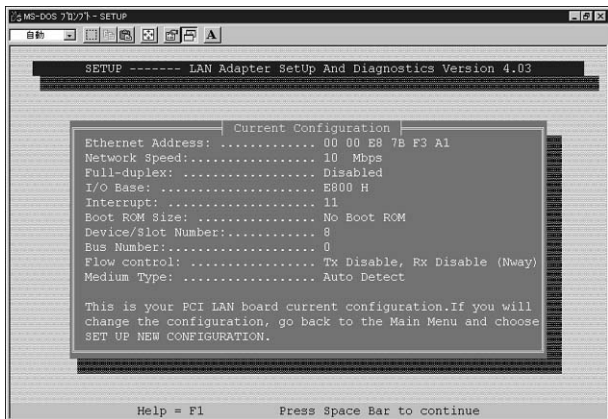 MS-DOS ﾌﾟﾛﾝﾌﾟﾄ - SETUP
自動
A
SETUP ------- LAN Adapter SetUp And Diagnostics Version 4.03
Current Configuration
Ethernet Address: ............. 00 00 E8 7B F3 A1
Network Speed:................. 10 Mbps
Full-duplex: .................. Disabled
I/O Base: ..................... E800 H
Interrupt: .................... 11
Boot ROM Size: ................ No Boot ROM
Device/Slot Number:............ 8
Bus Number:.................... 0
Flow control: ................. Tx Disable, Rx Disable (Nway)
Medium Type: .................. Auto Detect
This is your PCI LAN board current configuration.If you will
change the configuration, go back to the Main Menu and choose
SET UP NEW CONFIGURATION.
Help = F1 Press Space Bar to continue